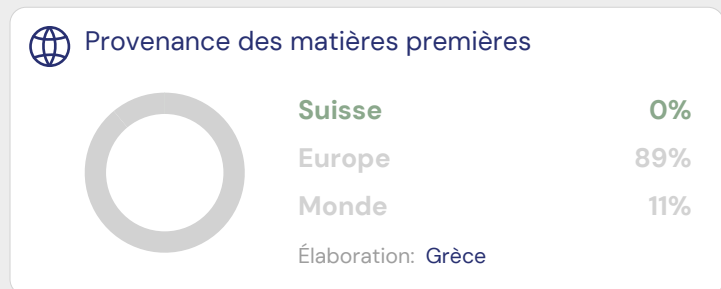 Provenance des matières premières
Suisse 0%
Europe 89%
Monde 11%
Élaboration: Grèce